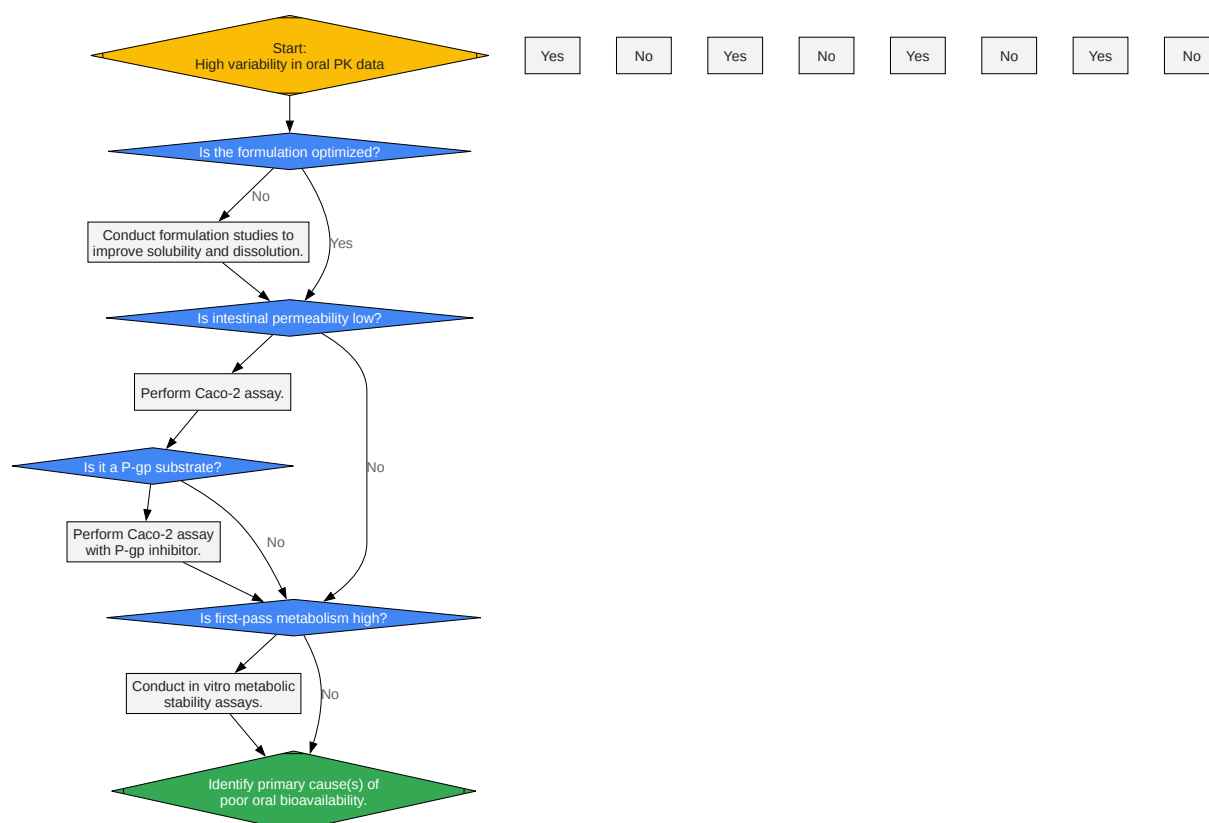 Start:
High variability in oral PK data
Yes
No
Yes
No
Yes
No
Yes
No
Is the formulation optimized?
No
Conduct formulation studies to
improve solubility and dissolution.
Yes
Is intestinal permeability low?
Perform Caco-2 assay.
Is it a P-gp substrate?
No
Perform Caco-2 assay
with P-gp inhibitor.
No
Is first-pass metabolism high?
Conduct in vitro metabolic
stability assays.
No
Identify primary cause(s) of
poor oral bioavailability.